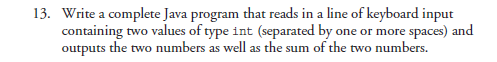 13. Write a complete Java program that reads in a line of keyboard input
containing two values of type int (separated by one or more spaces) and
outputs the two numbers as well as the sum of the two numbers.